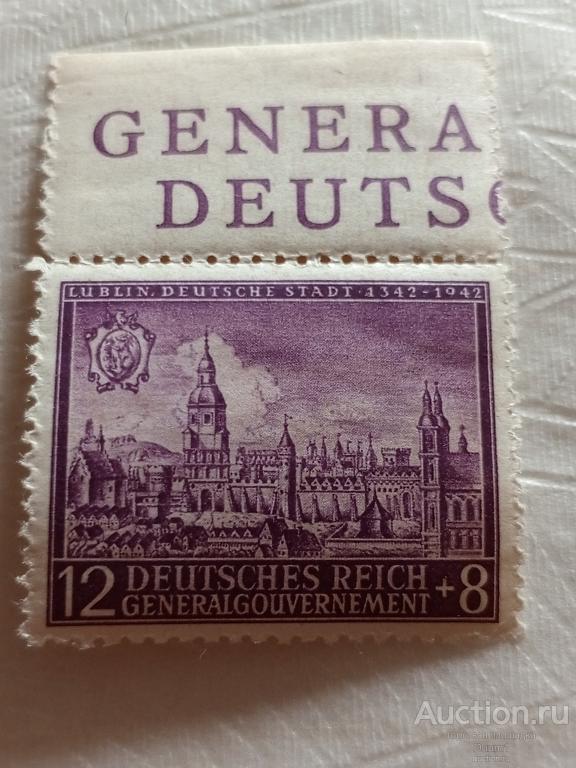 GENERA
DEUTS
LUBLIN. DEUTSCHE STADT · 1342-1942
12 DEUTSCHES REICH +8
GENERALGOUVERNEMENT
Auction.ru